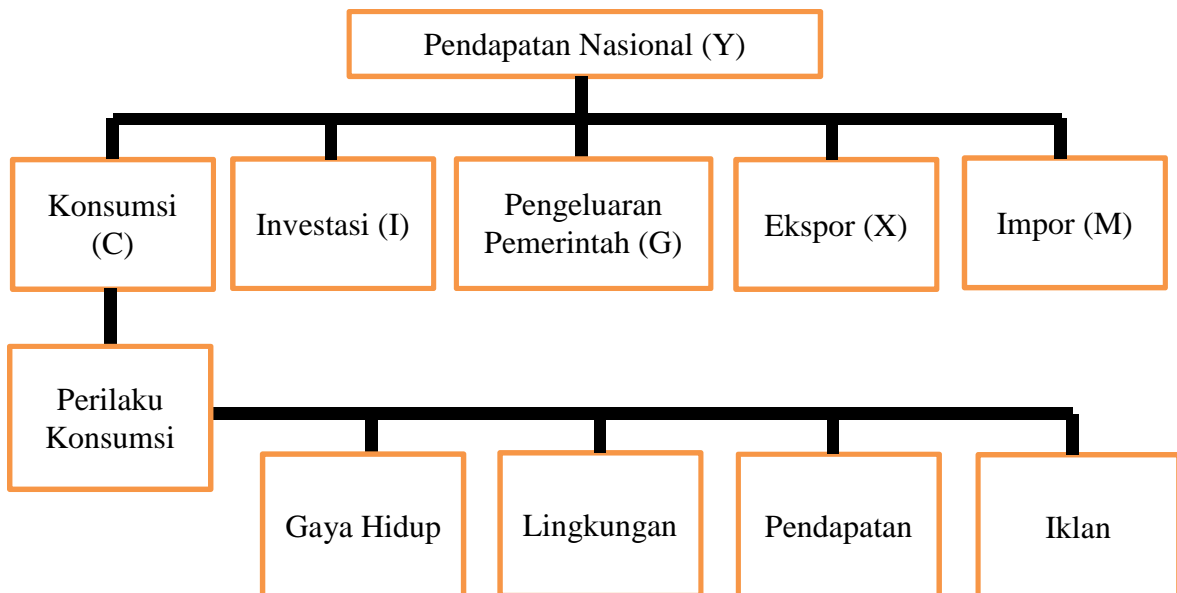 Pendapatan Nasional (Y)
Konsumsi
(C)
Investasi (I)
Pengeluaran
Pemerintah (G)
Ekspor (X)
Impor (M)
Perilaku
Konsumsi
Gaya Hidup
Lingkungan
Pendapatan
Iklan